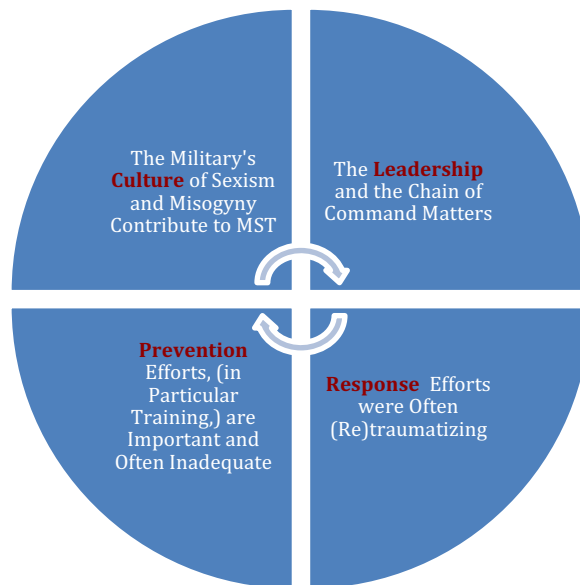 The Military's
Culture of Sexism
and Misogyny
Contribute to MST
The Leadership
and the Chain of
Command Matters
Prevention
Efforts, (in
Particular
Training,) are
Important and
Often Inadequate
Response Efforts
were Often
(Re)traumatizing